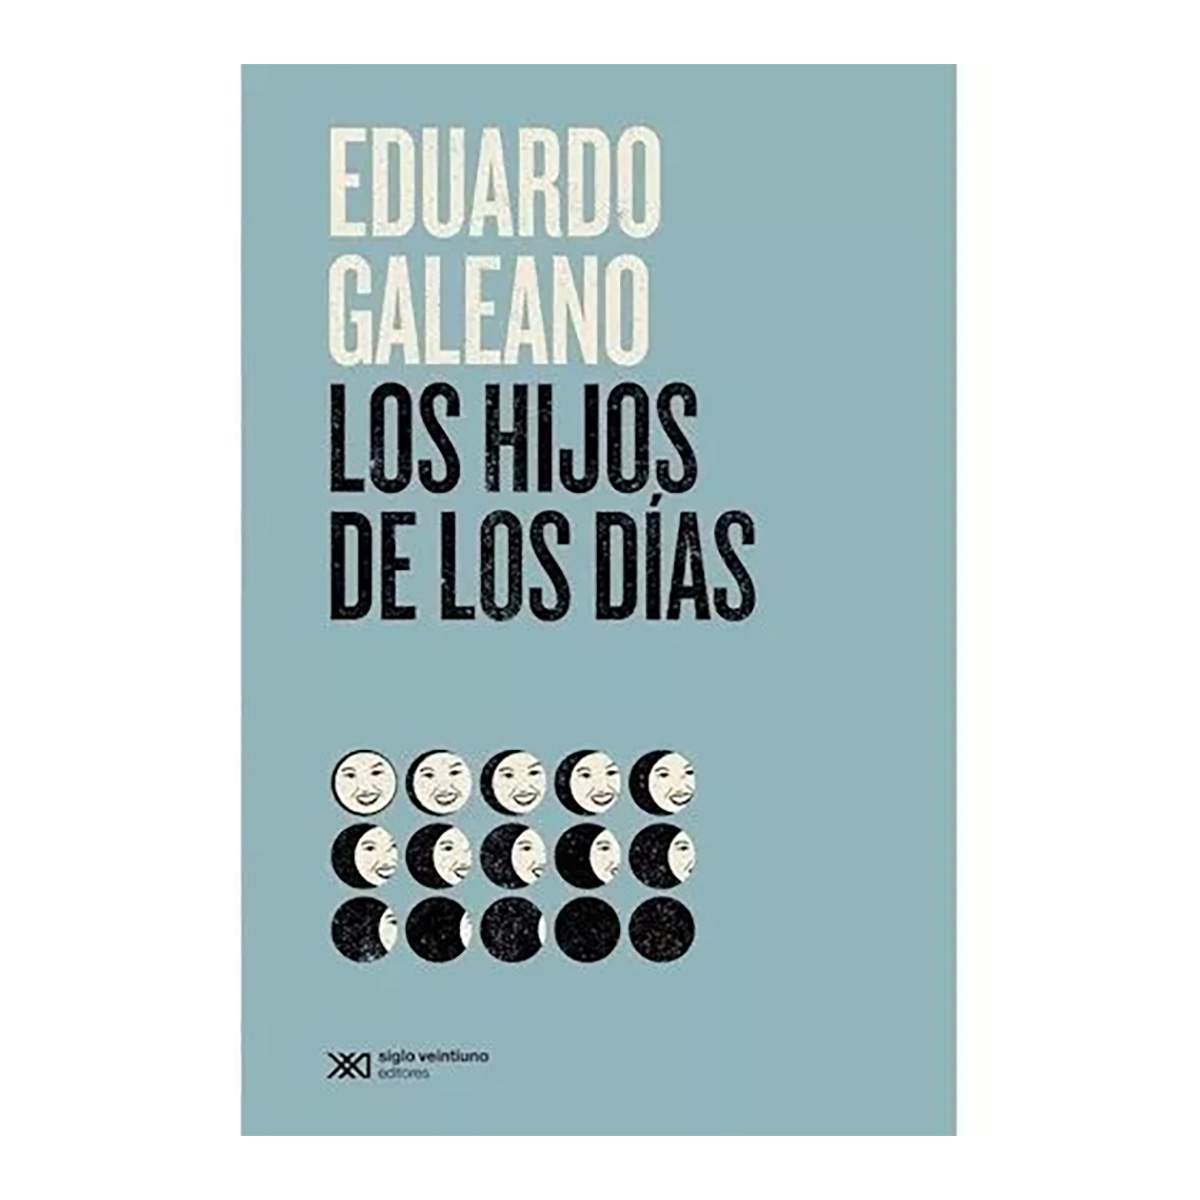 EDUARDO
GALEANO
LOS HIJOS
DE LOS DÍAS
siglo veintiuno
editores